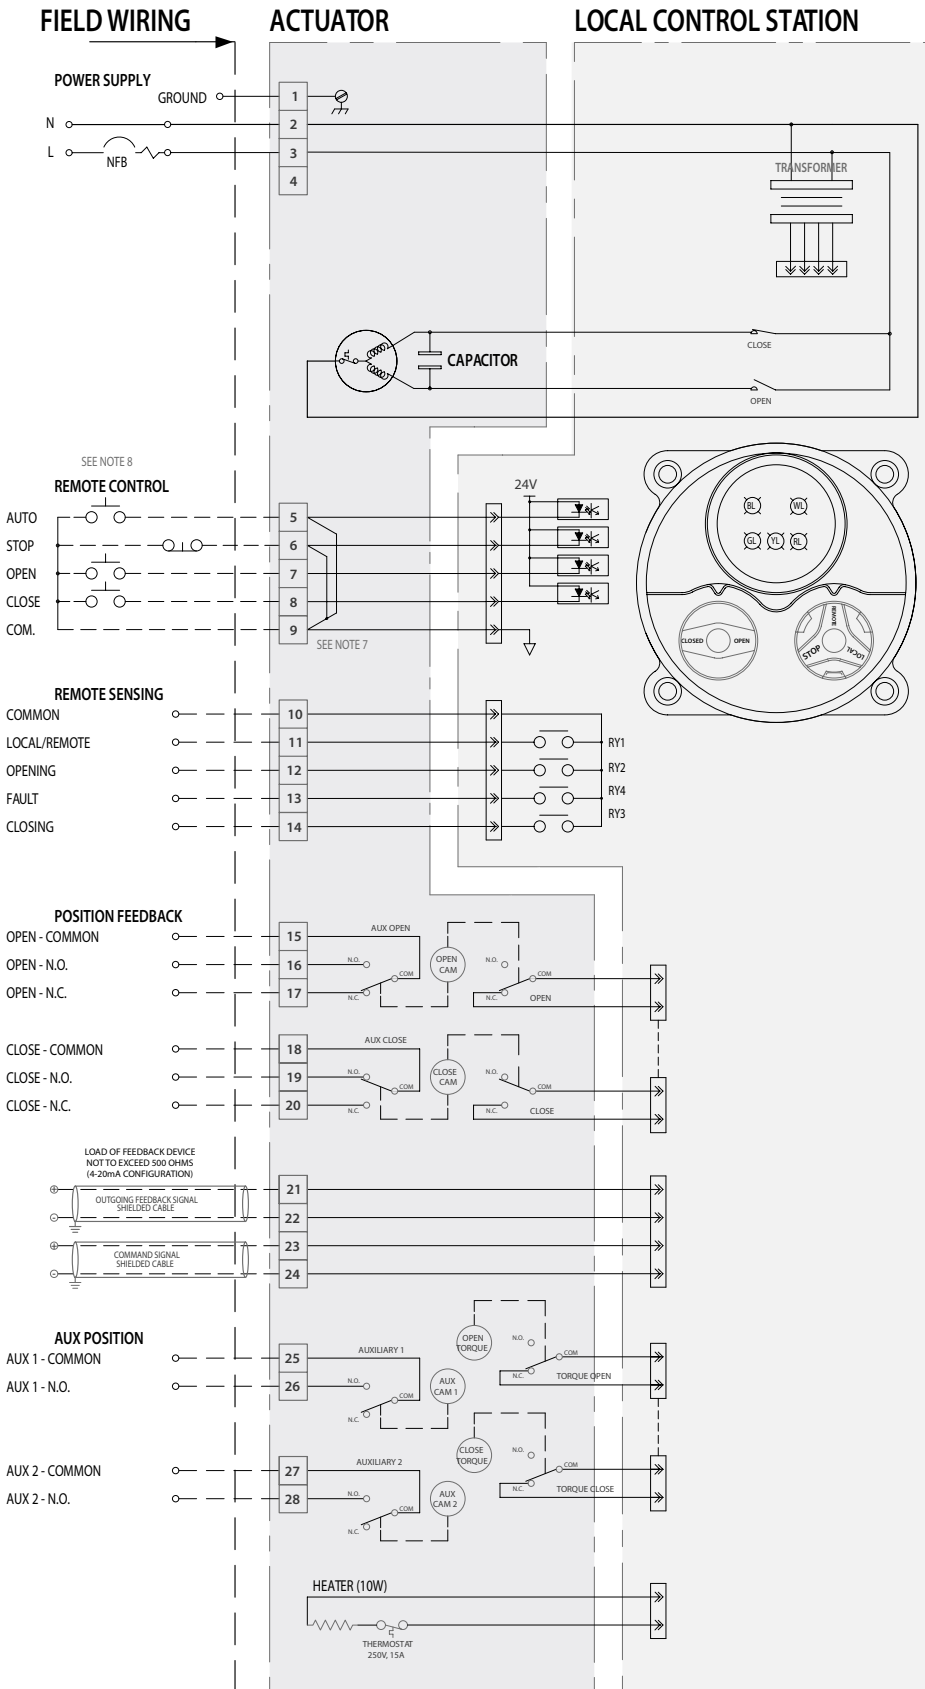 FIELD WIRING ACTUATOR LOCAL CONTROL STATION
POWER SUPPLY
GROUND 1
N 2
L NFB 3
4
TRANSFORMER
CLOSE
CAPACITOR
OPEN
SEE NOTE 8
REMOTE CONTROL
24V
AUTO 5
STOP 6
OPEN 7
CLOSE 8
COM. 9
SEE NOTE 7
BL WL
GL YL RL
CLOSED OPEN
REMOTE
STOP LOCAL
REMOTE SENSING
COMMON 10
LOCAL/REMOTE 11 RY1
OPENING 12 RY2
FAULT 13 RY4
CLOSING 14 RY3
POSITION FEEDBACK
OPEN - COMMON 15 AUX OPEN
OPEN - N.O. 16 N.O. COM OPEN CAM N.O. COM
OPEN - N.C. 17 N.C. N.C. OPEN
CLOSE - COMMON 18 AUX CLOSE
CLOSE - N.O. 19 N.O. COM CLOSE CAM N.O. COM
CLOSE - N.C. 20 N.C. N.C. CLOSE
LOAD OF FEEDBACK DEVICE
NOT TO EXCEED 500 OHMS
(4-20mA CONFIGURATION)
+ 21
OUTGOING FEEDBACK SIGNAL
SHIELDED CABLE
- 22
+ 23
COMMAND SIGNAL
SHIELDED CABLE
- 24
AUX POSITION
OPEN TORQUE N.O. COM
N.C. TORQUE OPEN
AUX 1 - COMMON 25 AUXILIARY 1
AUX 1 - N.O. 26 N.O. COM AUX CAM 1
N.C.
CLOSE TORQUE N.O. COM
N.C. TORQUE CLOSE
AUX 2 - COMMON 27 AUXILIARY 2
AUX 2 - N.O. 28 N.O. COM AUX CAM 2
N.C.
HEATER (10W)
THERMOSTAT
250V, 15A